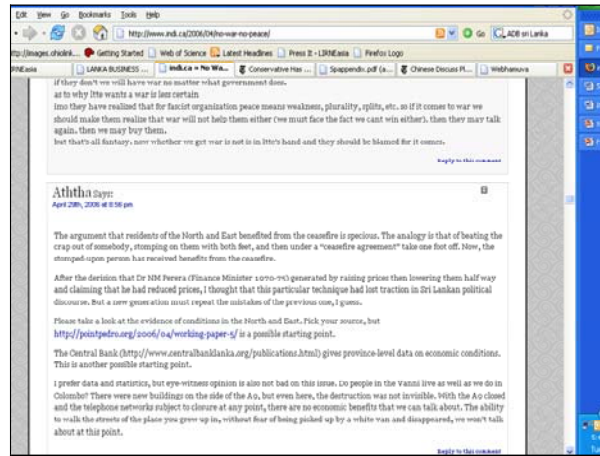 Edit View Go Bookmarks Tools Help
http://www.indi.ca/2006/04/no-war-no-peace/
Go
ADB sri Lanka
Getting Started
Web of Science
Latest Headlines
Press It - LIRNEasia
Firefox Logo
LANKA BUSINESS ...
indi.ca » No Wa...
Conservative Has ...
Spappendix.pdf (a...
Chinese Discuss Pl...
Webhamuva
if they don't we will have war no matter what government does.
as to why ltte wants a war is less certain
imo they have realized that for fascist organization peace means weakness, plurality, splits, etc. so if it comes to war we
should make them realize that war will not help them either (we must face the fact we cant win either). then they may talk
again. then we may buy them.
but that's all fantasy. now whether we get war is not is in ltte's hand and they should be blamed for it comes.
Reply to this comment
Aththa Says:
April 29th, 2006 at 8:56 pm
The argument that residents of the North and East benefited from the ceasefire is specious. The analogy is that of beating the
crap out of somebody, stomping on them with both feet, and then under a "ceasefire agreement" take one foot off. Now, the
stomped-upon person has received benefits from the ceasefire.
After the derision that Dr NM Perera (Finance Minister 1970-75) generated by raising prices then lowering them half way
and claiming that he had reduced prices, I thought that this particular technique had lost traction in Sri Lankan political
discourse. But a new generation must repeat the mistakes of the previous one, I guess.
Please take a look at the evidence of conditions in the North and East. Pick your source, but
http://pointpedro.org/2006/04/working-paper-5/ is a possible starting point.
The Central Bank (http://www.centralbanklanka.org/publications.html) gives province-level data on economic conditions.
This is another possible starting point.
I prefer data and statistics, but eye-witness opinion is also not bad on this issue. Do people in the Vanni live as well as we do in
Colombo? There were new buildings on the side of the A9, but even here, the destruction was not invisible. With the A9 closed
and the telephone networks subject to closure at any point, there are no economic benefits that we can talk about. The ability
to walk the streets of the place you grew up in, without fear of being picked up by a white van and disappeared, we won't talk
about at this point.
Reply to this comment